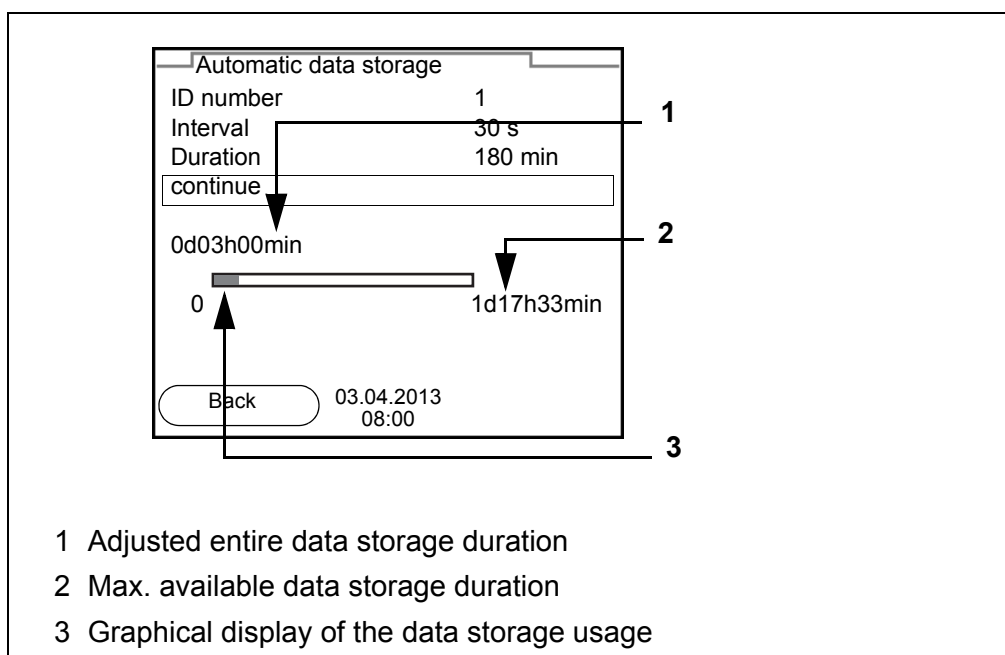 Automatic data storage
ID number 1
Interval 30 s
Duration 180 min
continue
0d03h00min
0 1d17h33min
Back 03.04.2013
08:00
1
2
3
1 Adjusted entire data storage duration
2 Max. available data storage duration
3 Graphical display of the data storage usage